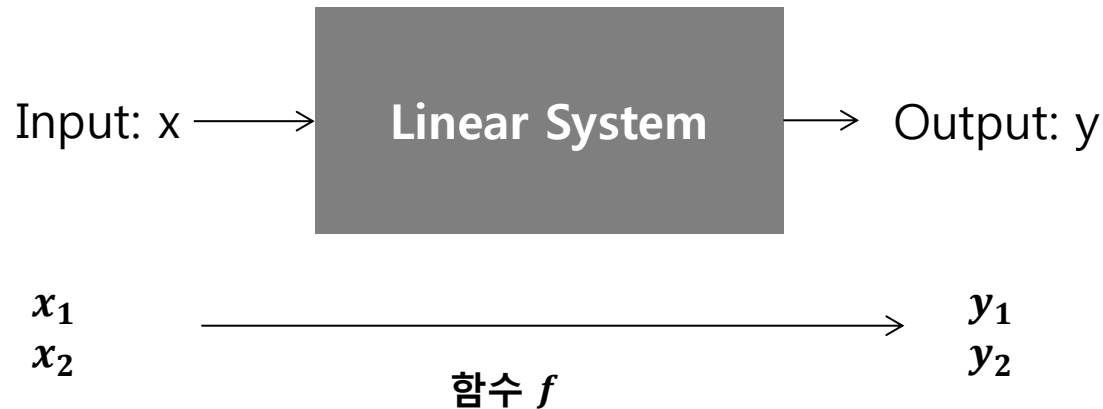 Input: x
Linear System
Output: y
x₁
y₁
x₂
y₂
함수 f